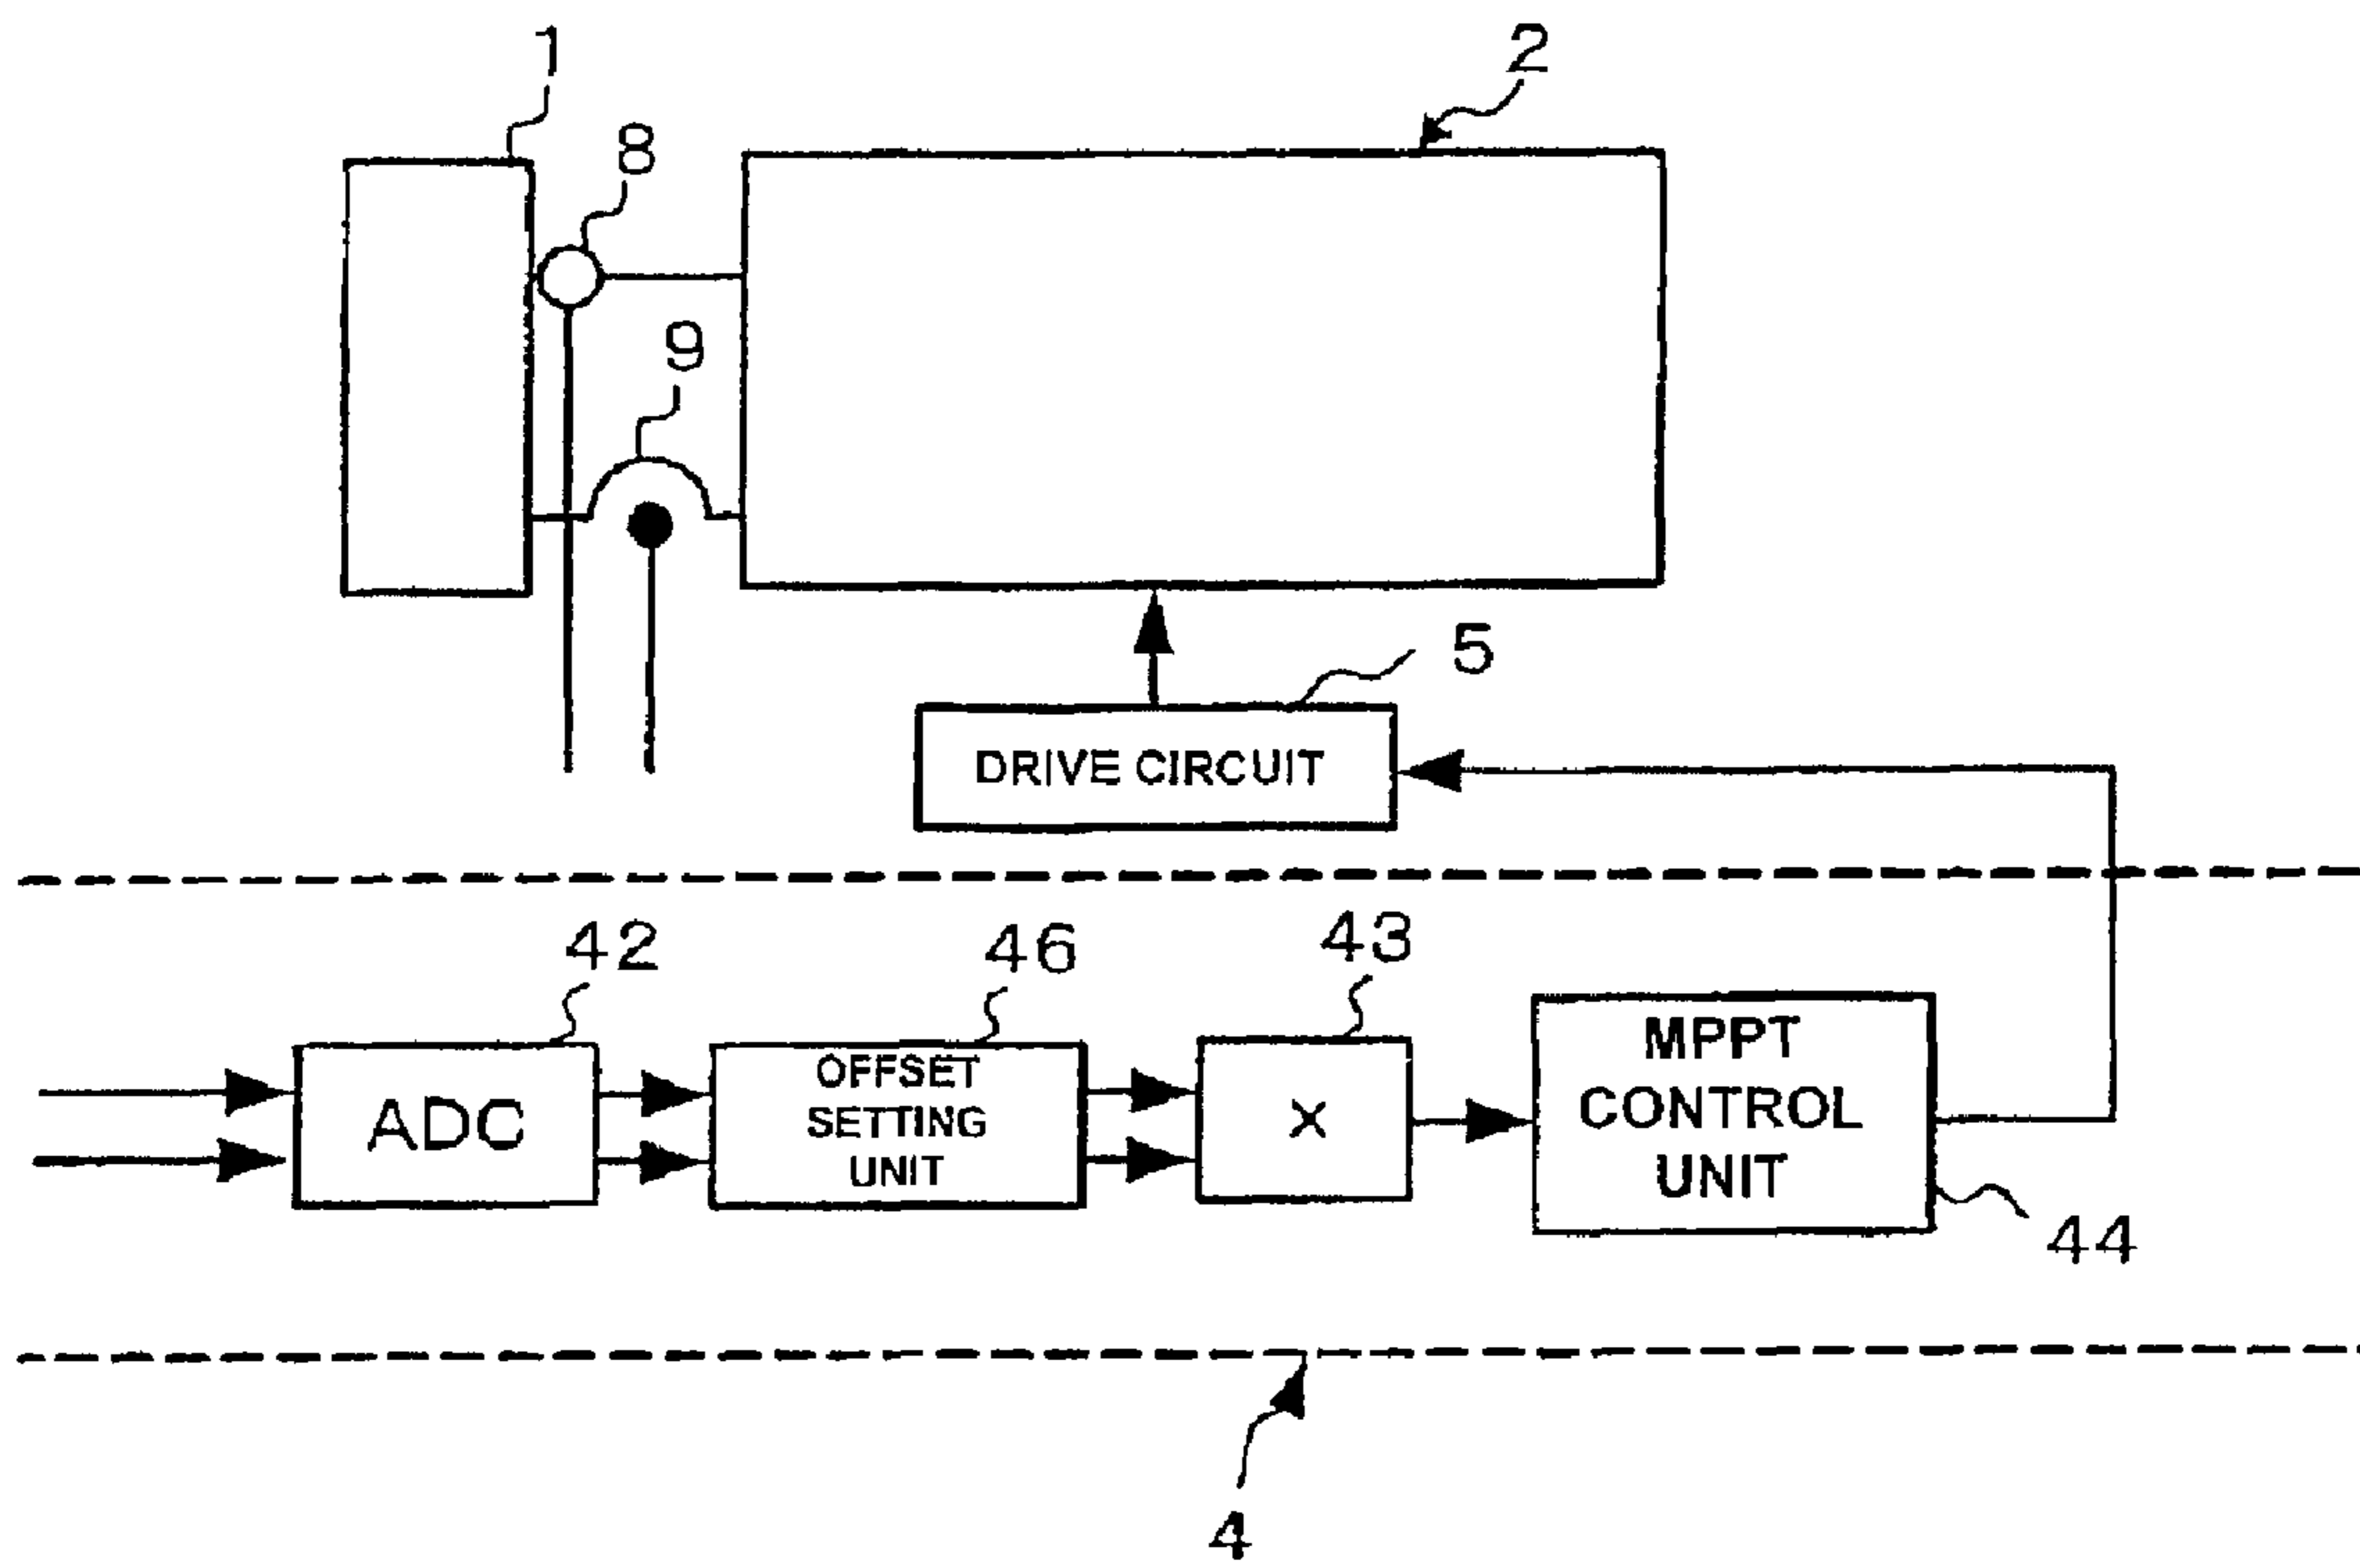 1
2
8
9
5
DRIVE CIRCUIT
42
46
43
ADC
OFFSET
SETTING
UNIT
X
MPPT
CONTROL
UNIT
44
4